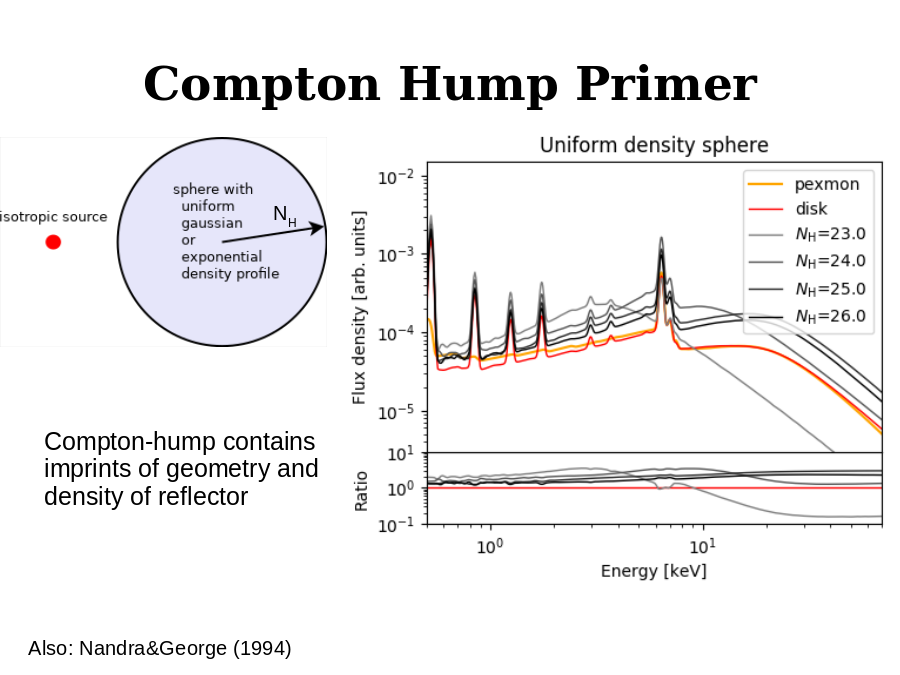 Compton Hump Primer
isotropic source
sphere with
uniform
gaussian
or
exponential
density profile
N_H
Compton-hump contains
imprints of geometry and
density of reflector
Uniform density sphere
pexmon
disk
N_H=23.0
N_H=24.0
N_H=25.0
N_H=26.0
Flux density [arb. units]
10^-2
10^-3
10^-4
10^-5
Ratio
10^1
10^0
10^-1
10^0
10^1
Energy [keV]
Also: Nandra&George (1994)